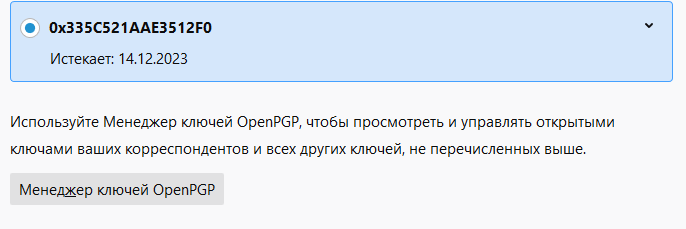 0x335C521AAE3512F0
Истекает: 14.12.2023
Используйте Менеджер ключей OpenPGP, чтобы просмотреть и управлять открытыми
ключами ваших корреспондентов и всех других ключей, не перечисленных выше.
Менеджер ключей OpenPGP